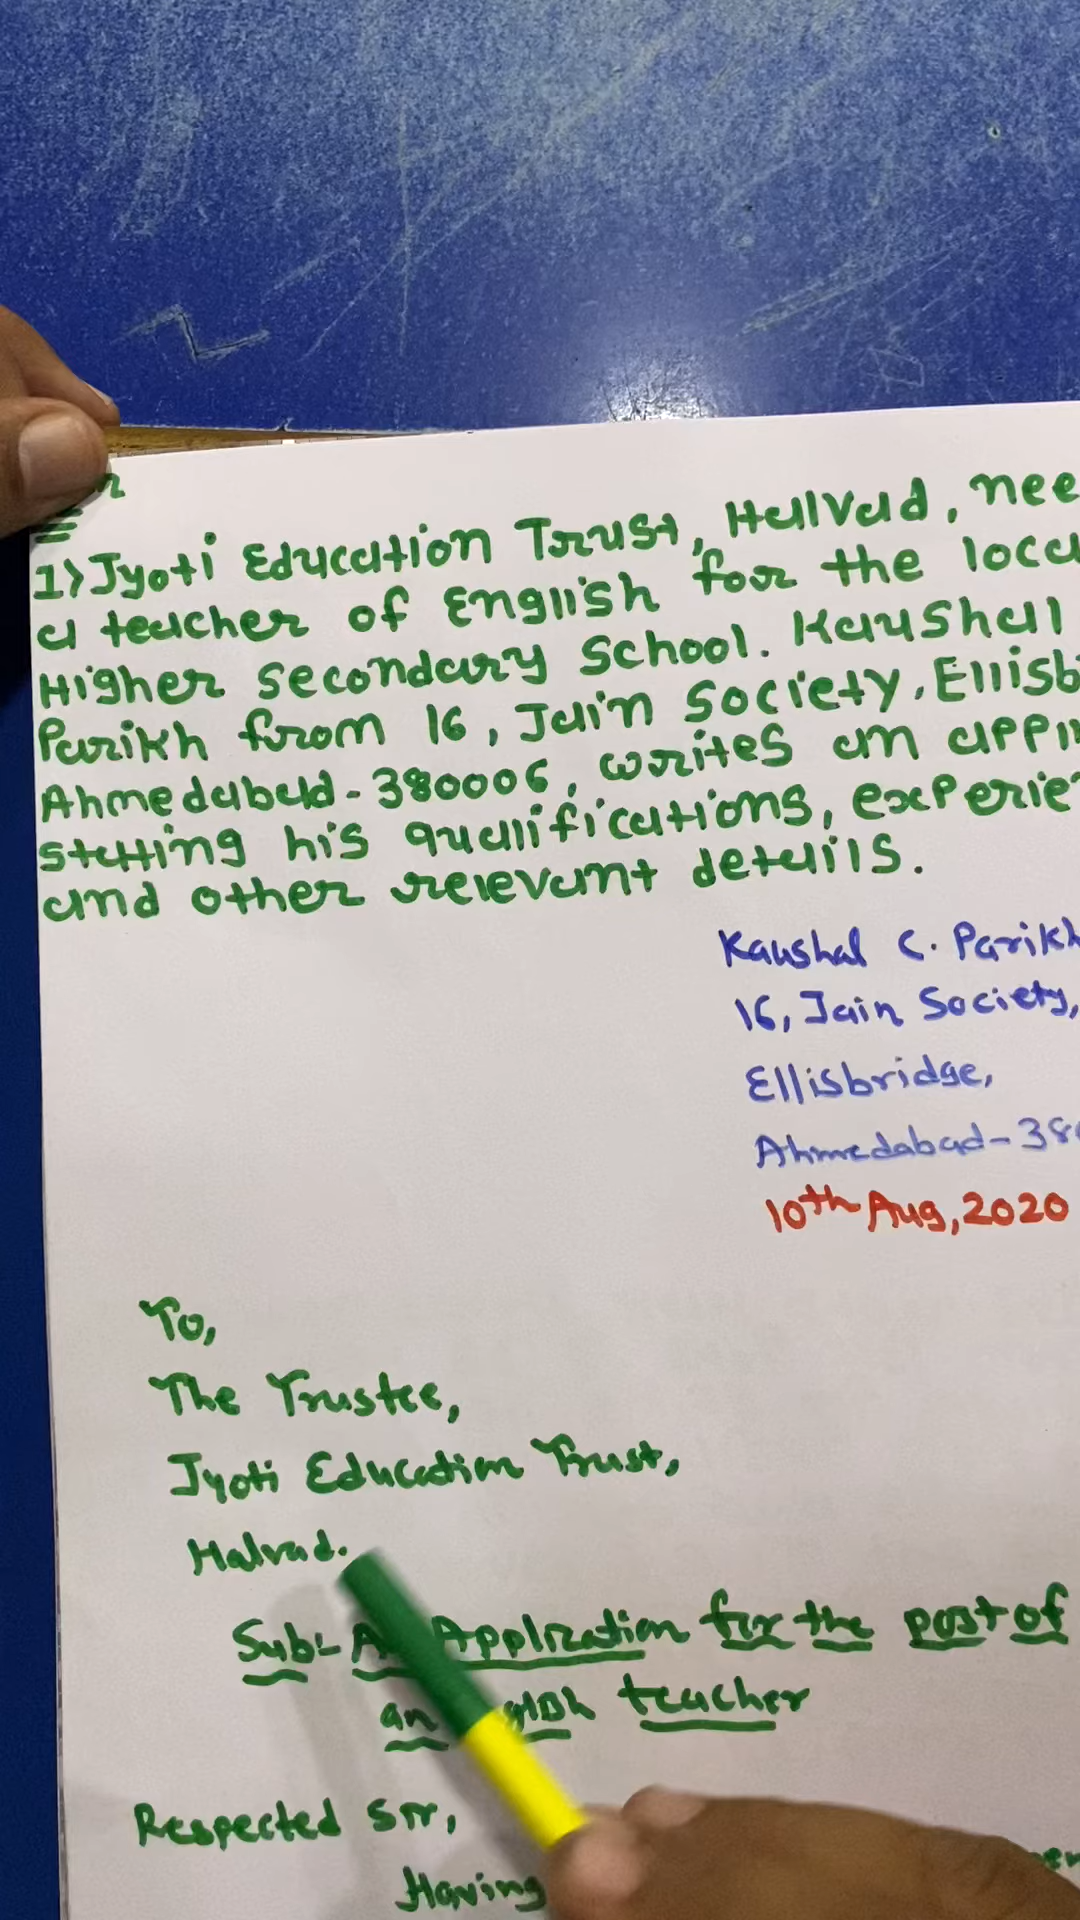 1) Jyoti Education Trust, Halvad, nee
a teacher of English for the loca
Higher secondary School. Kaushal
Parikh from 16, Jain Society, Ellisb
Ahmedabad-380006, writes an appli
stating his qualifications, experie
and other relevant details.
Kaushal C. Parikh
16, Jain Society,
Ellisbridge,
Ahmedabad-38
10th Aug, 2020
To,
The Trustee,
Jyoti Education Trust,
Halvad.
Sub:- Application for the post of
an teacher
Respected Sir,
Having